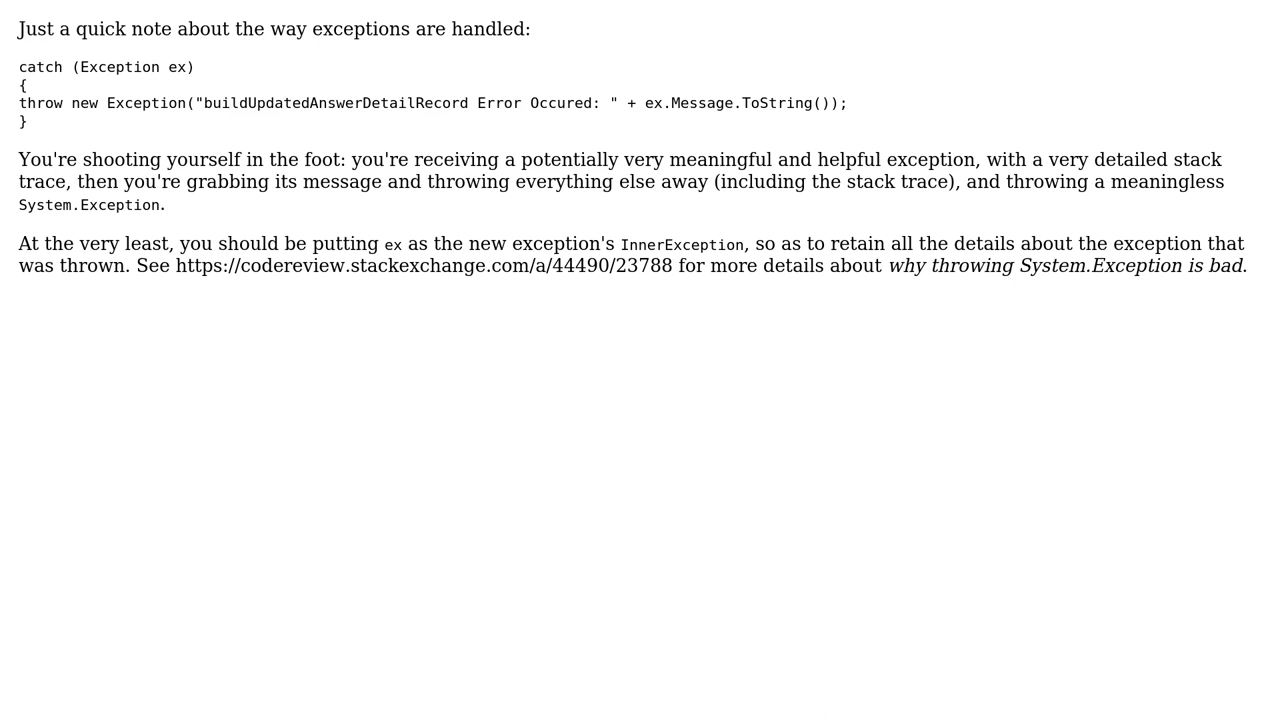 Just a quick note about the way exceptions are handled:
catch (Exception ex)
{
throw new Exception("buildUpdatedAnswerDetailRecord Error Occured: " + ex.Message.ToString());
}
You're shooting yourself in the foot: you're receiving a potentially very meaningful and helpful exception, with a very detailed stack
trace, then you're grabbing its message and throwing everything else away (including the stack trace), and throwing a meaningless
System.Exception.
At the very least, you should be putting ex as the new exception's InnerException, so as to retain all the details about the exception that
was thrown. See https://codereview.stackexchange.com/a/44490/23788 for more details about why throwing System.Exception is bad.